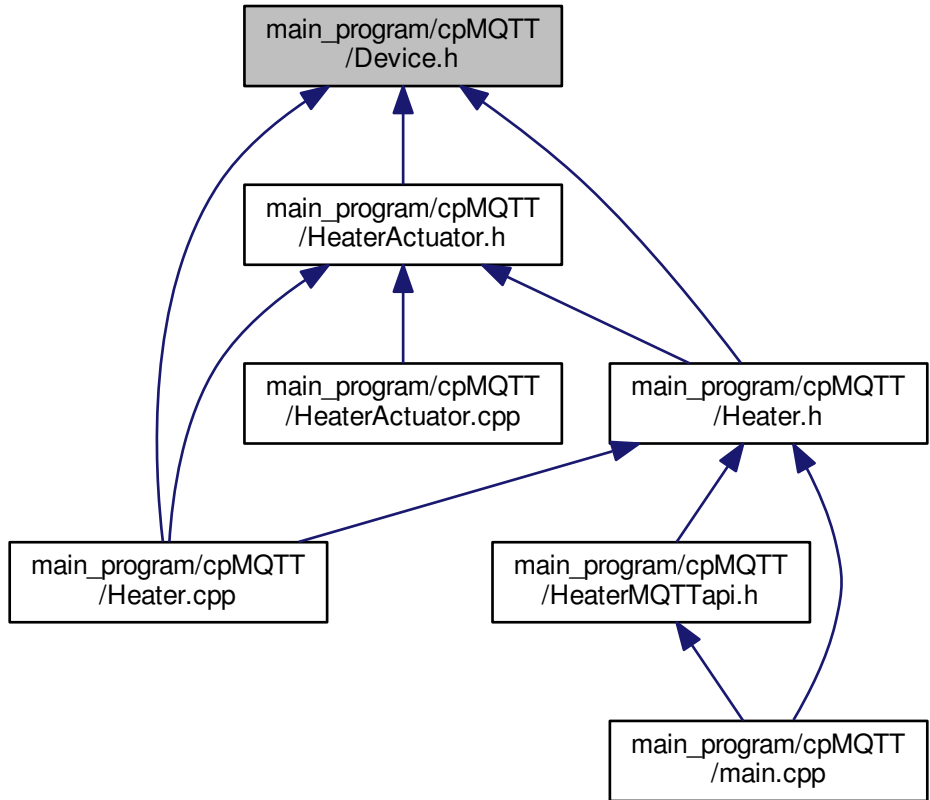 main_program/cpMQTT
/Device.h
main_program/cpMQTT
/HeaterActuator.h
main_program/cpMQTT
/HeaterActuator.cpp
main_program/cpMQTT
/Heater.h
main_program/cpMQTT
/Heater.cpp
main_program/cpMQTT
/HeaterMQTTapi.h
main_program/cpMQTT
/main.cpp